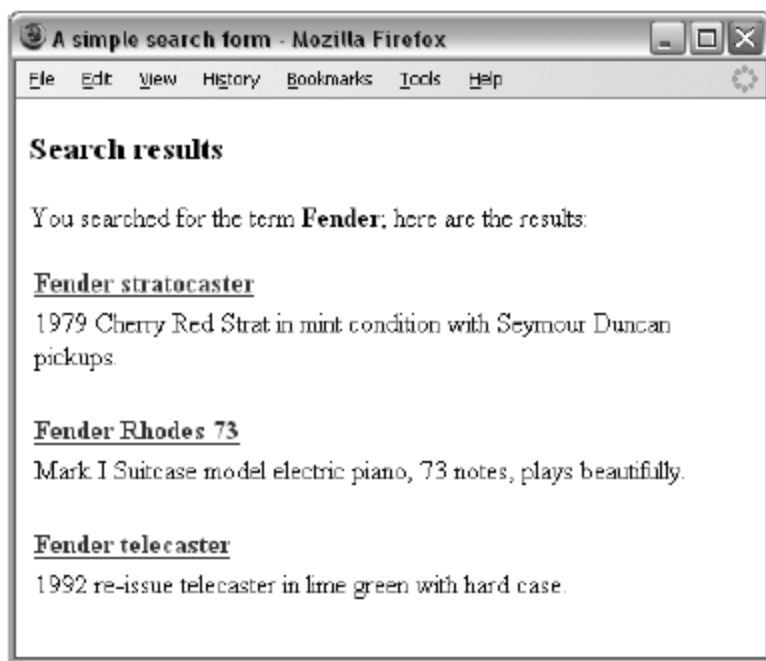 A simple search form - Mozilla Firefox
File Edit View History Bookmarks Tools Help
Search results
You searched for the term Fender; here are the results:
Fender stratocaster
1979 Cherry Red Strat in mint condition with Seymour Duncan
pickups.
Fender Rhodes 73
Mark I Suitcase model electric piano, 73 notes, plays beautifully.
Fender telecaster
1992 re-issue telecaster in lime green with hard case.